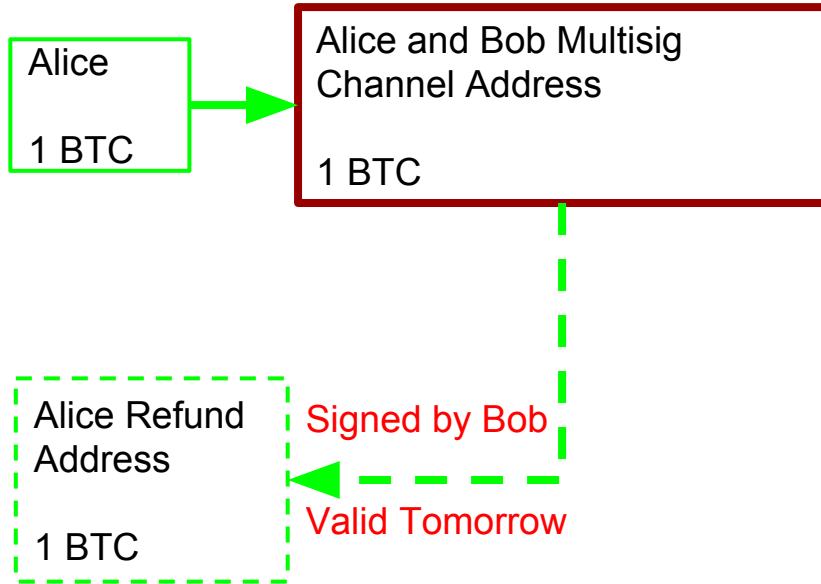 Alice
1 BTC
Alice and Bob Multisig
Channel Address
1 BTC
Alice Refund
Address
1 BTC
Signed by Bob
Valid Tomorrow